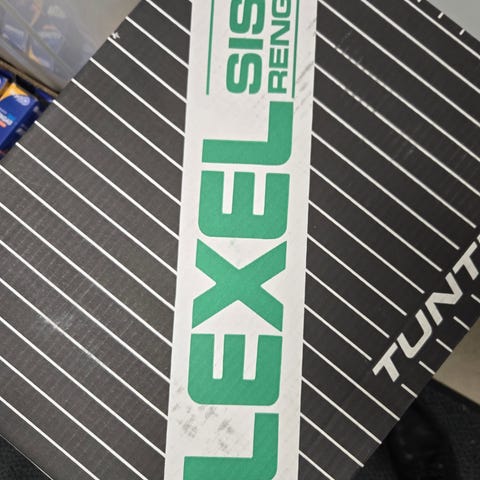 LEXEL
SIS
RENG
TUNT